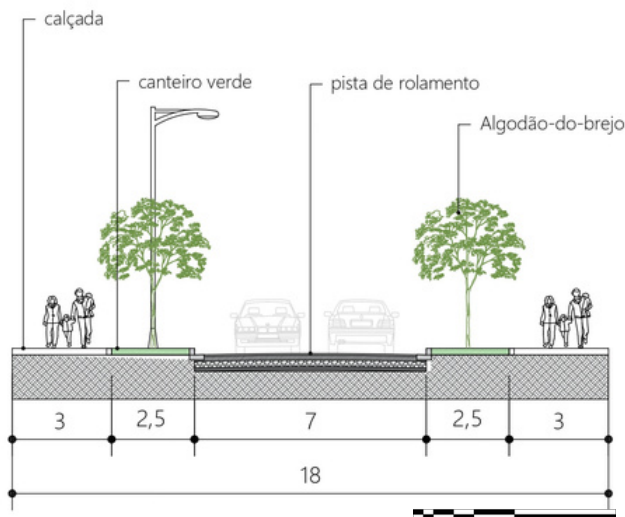 calçada
canteiro verde
pista de rolamento
Algodão-do-brejo
3 2,5 7 2,5 3
18